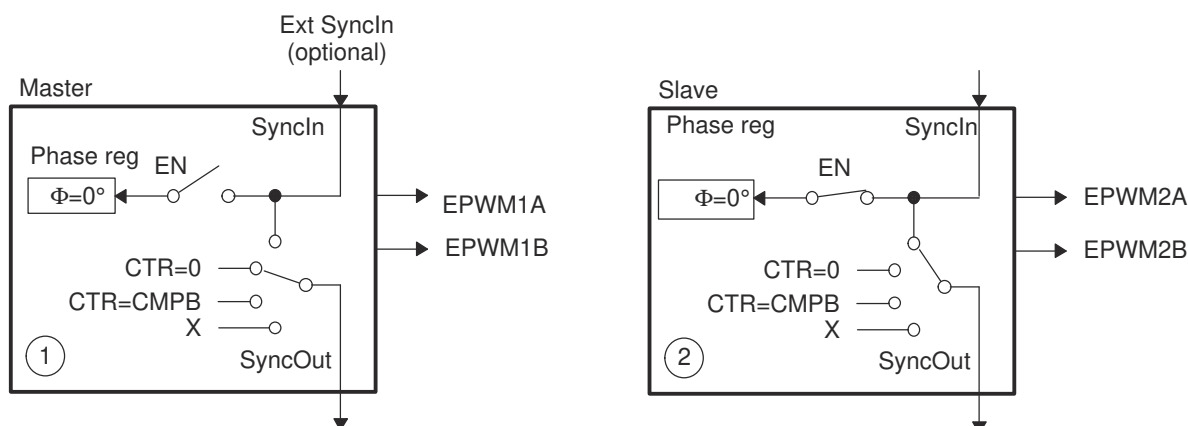 Ext SyncIn
(optional)
Master
SyncIn
Phase reg
EN
Φ=0°
EPWM1A
EPWM1B
CTR=0
CTR=CMPB
X
1
SyncOut
Slave
Phase reg
SyncIn
EN
Φ=0°
EPWM2A
EPWM2B
CTR=0
CTR=CMPB
X
2
SyncOut